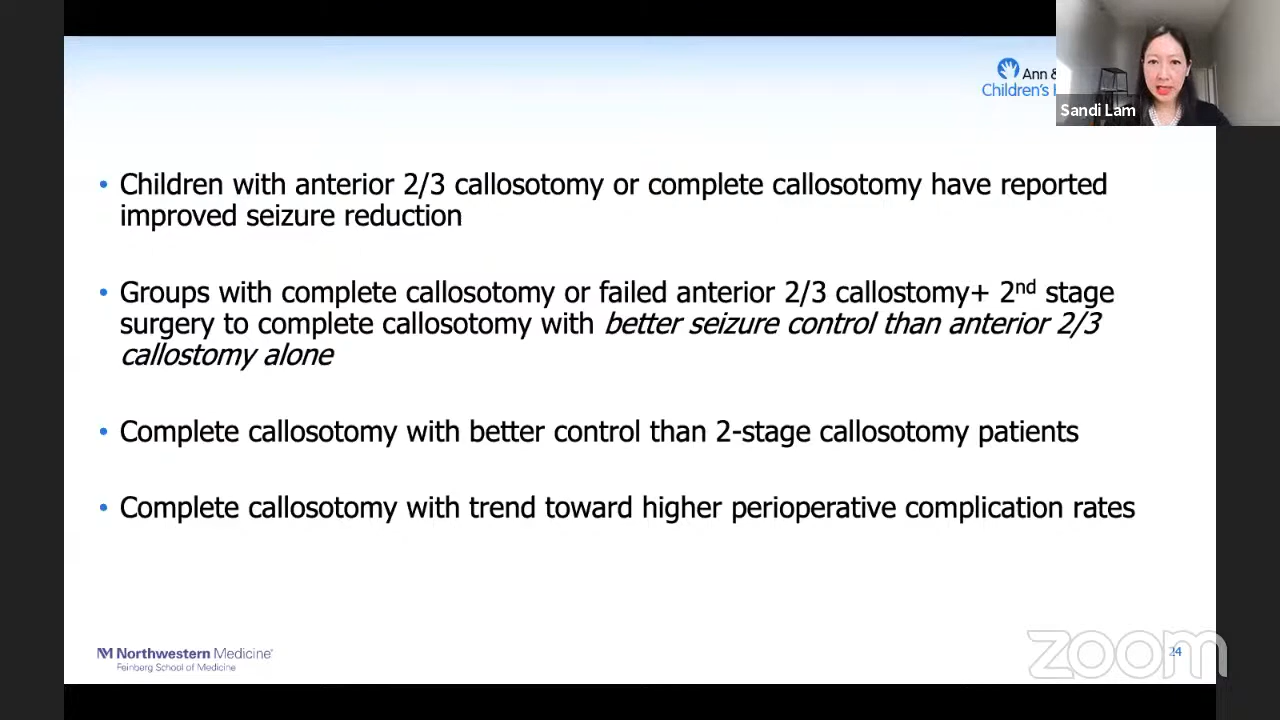 Ann &
Children's
Sandi Lam
• Children with anterior 2/3 callosotomy or complete callosotomy have reported
improved seizure reduction
• Groups with complete callosotomy or failed anterior 2/3 callostomy+ 2nd stage
surgery to complete callosotomy with better seizure control than anterior 2/3
callostomy alone
• Complete callosotomy with better control than 2-stage callosotomy patients
• Complete callosotomy with trend toward higher perioperative complication rates
M Northwestern Medicine®
Feinberg School of Medicine
zoom
24